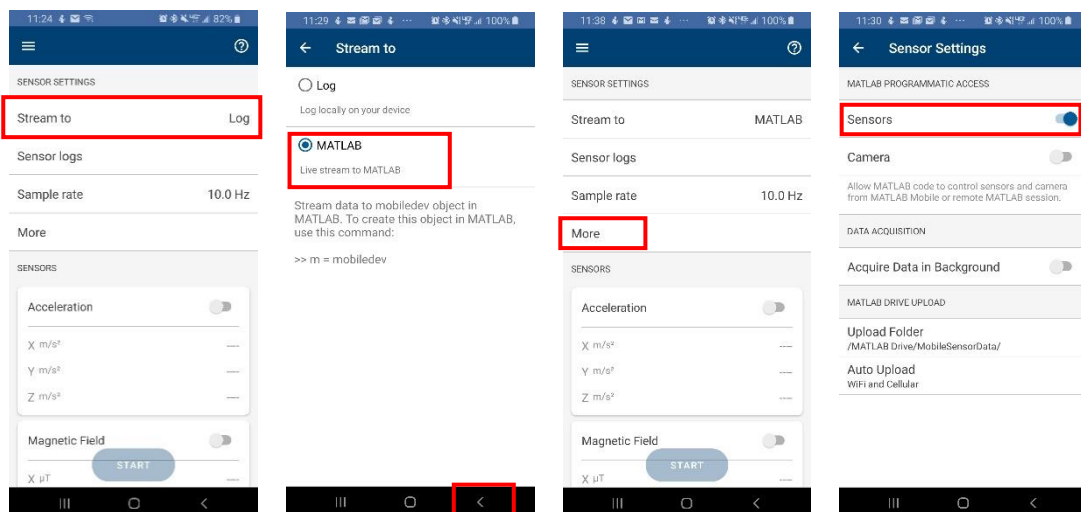 11:24 82%
SENSOR SETTINGS
Stream to Log
Sensor logs
Sample rate 10.0 Hz
More
SENSORS
Acceleration
X m/s²
Y m/s²
Z m/s²
Magnetic Field
START
X μT
11:29 100%
Stream to
Log
Log locally on your device
MATLAB
Live stream to MATLAB
Stream data to mobiledev object in
MATLAB. To create this object in MATLAB,
use this command:
>> m = mobiledev
11:38 100%
SENSOR SETTINGS
Stream to MATLAB
Sensor logs
Sample rate 10.0 Hz
More
SENSORS
Acceleration
X m/s²
Y m/s²
Z m/s²
Magnetic Field
START
X μT
11:30 100%
Sensor Settings
MATLAB PROGRAMMATIC ACCESS
Sensors
Camera
Allow MATLAB code to control sensors and camera
from MATLAB Mobile or remote MATLAB session.
DATA ACQUISITION
Acquire Data in Background
MATLAB DRIVE UPLOAD
Upload Folder
/MATLAB Drive/MobileSensorData/
Auto Upload
WiFi and Cellular